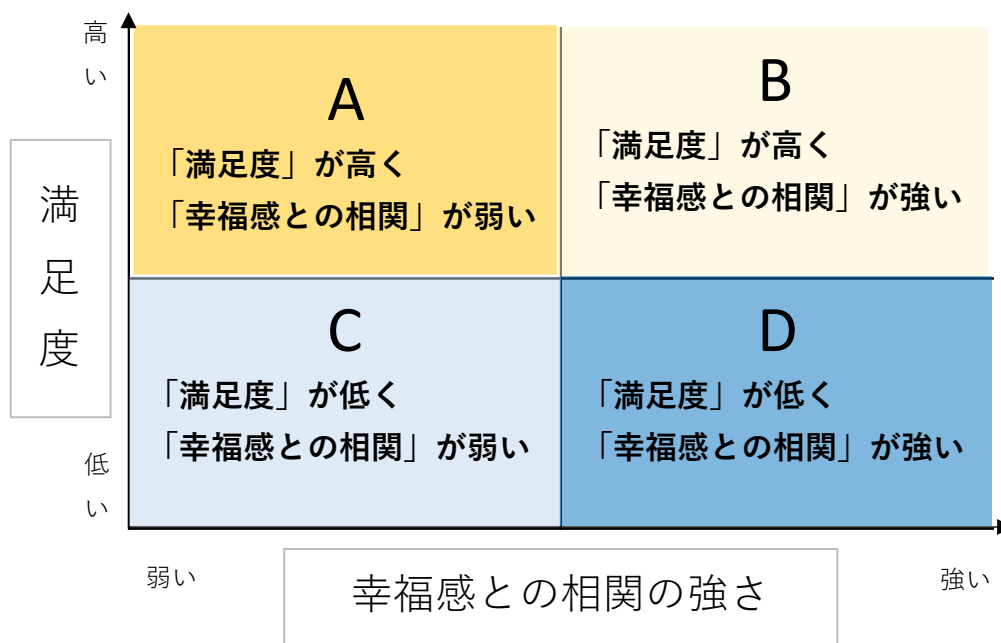 高
い
満
足
度
低
い
A
「満足度」が高く
「幸福感との相関」が弱い
B
「満足度」が高く
「幸福感との相関」が強い
C
「満足度」が低く
「幸福感との相関」が弱い
D
「満足度」が低く
「幸福感との相関」が強い
弱い
幸福感との相関の強さ
強い